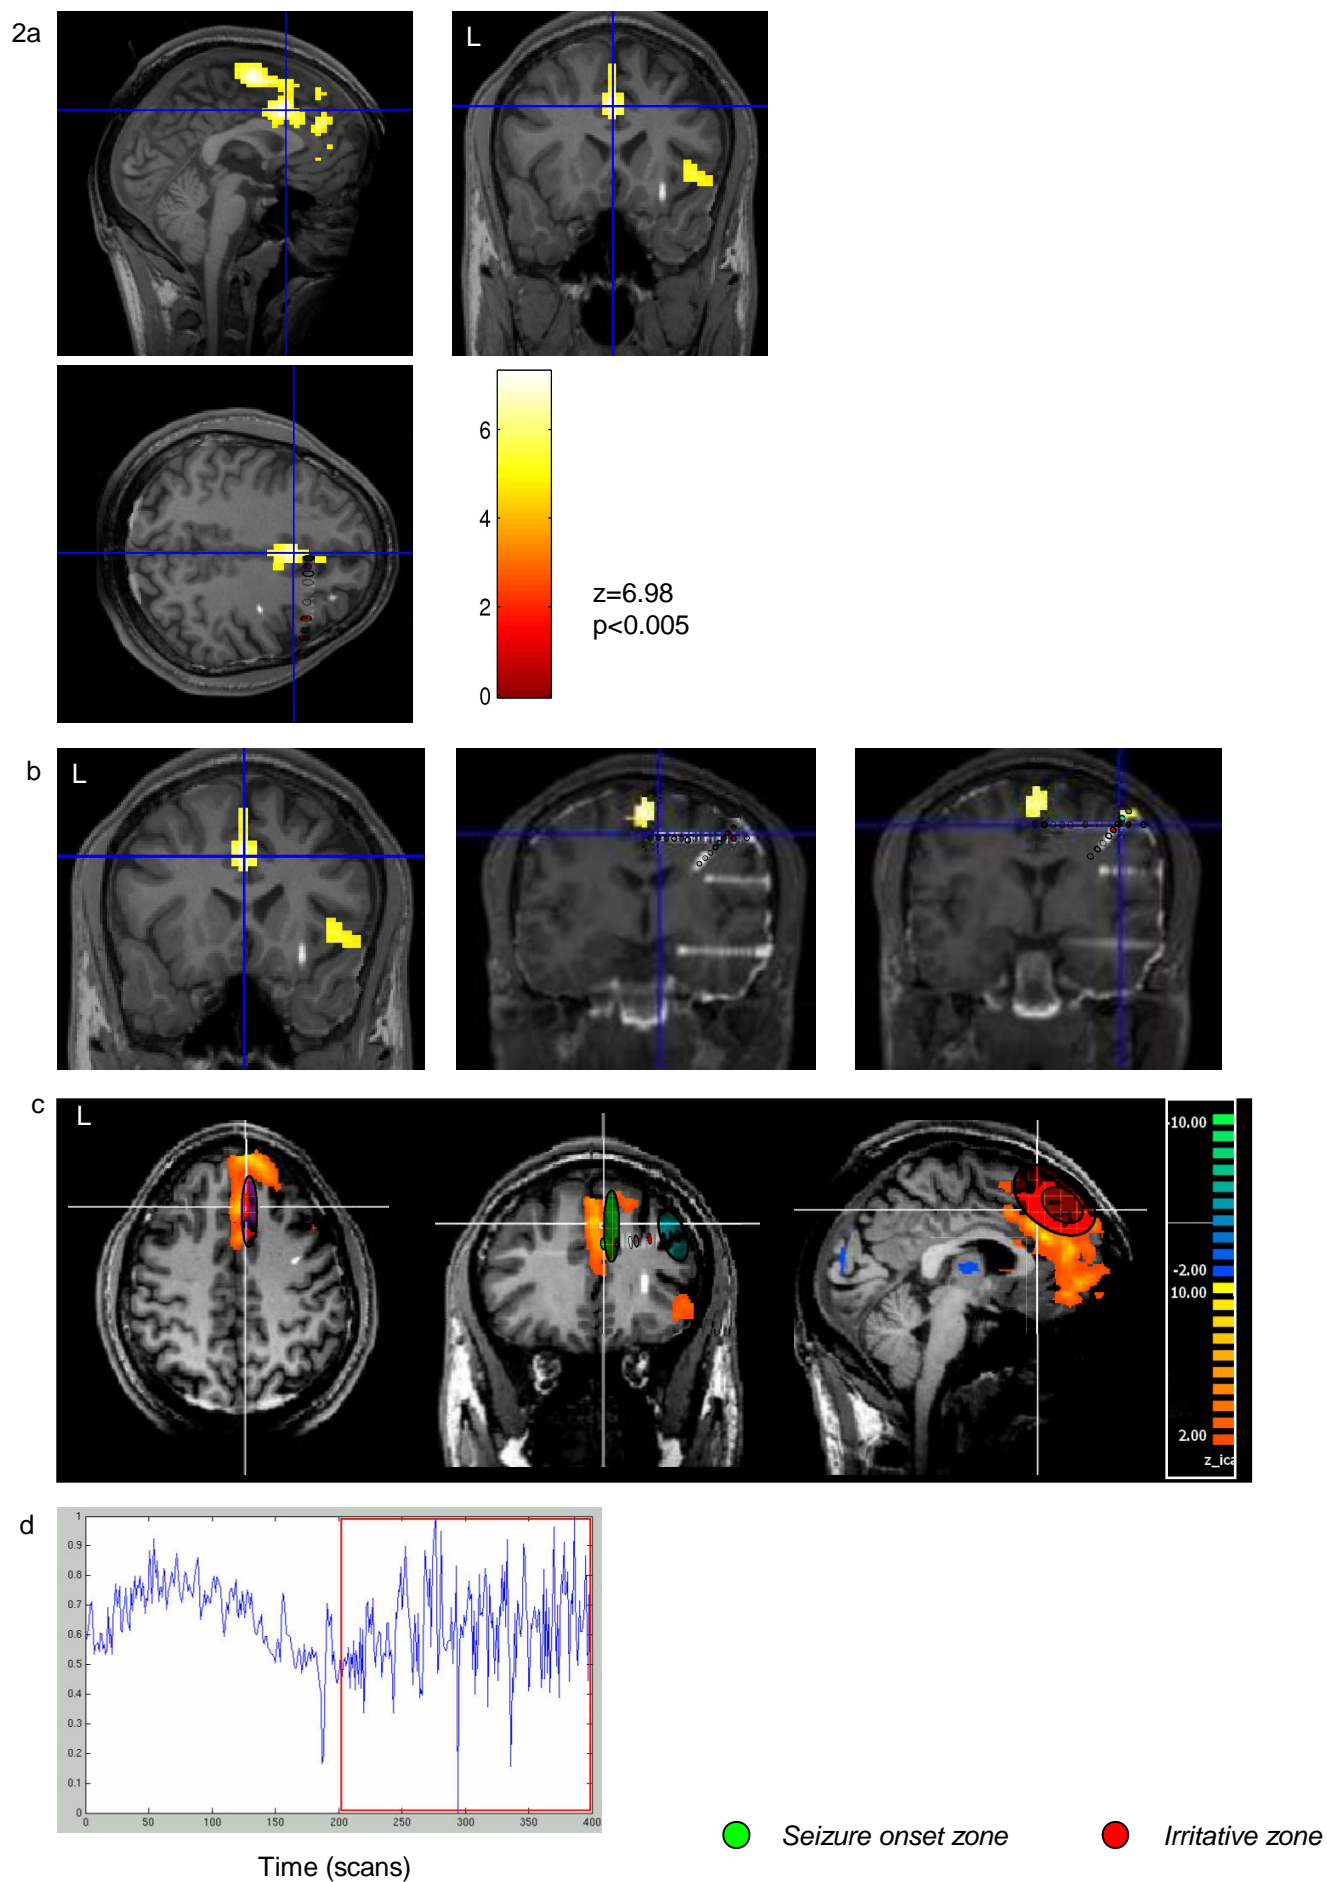 2a
L
6
4
2
0
z=6.98
p<0.005
b
L
c
L
-10.00
-2.00
10.00
2.00
z_ica
d
1
0.9
0.8
0.7
0.6
0.5
0.4
0.3
0.2
0.1
0
0 50 100 150 200 250 300 350 400
Time (scans)
Seizure onset zone
Irritative zone